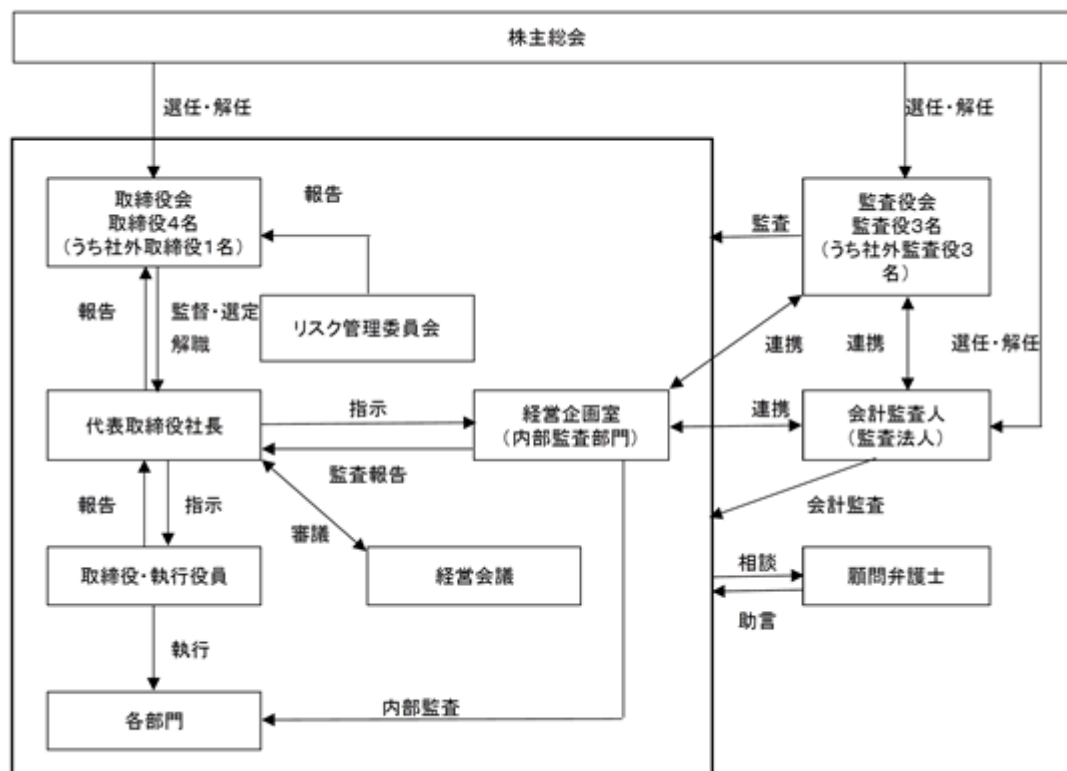 株主総会
選任・解任
選任・解任
取締役会
取締役4名
(うち社外取締役1名)
報告
監査
監査役会
監査役3名
(うち社外監査役3
名)
報告
監督・選定
解職
リスク管理委員会
連携
連携
選任・解任
代表取締役社長
指示
経営企画室
(内部監査部門)
連携
会計監査人
(監査法人)
監査報告
報告
指示
審議
会計監査
取締役・執行役員
経営会議
相談
顧問弁護士
助言
執行
各部門
内部監査